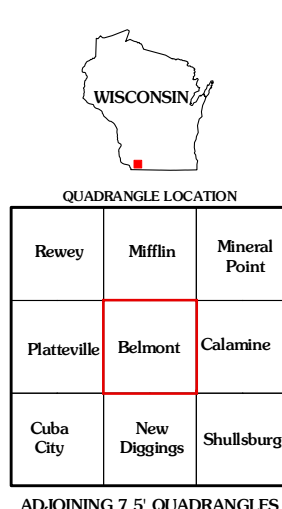 WISCONSIN
QUADRANGLE LOCATION
Rewey
Mifflin
Mineral
Point
Platteville
Belmont
Calamine
Cuba
City
New
Diggings
Shullsburg
ADJOINING 7.5' QUADRANGLES